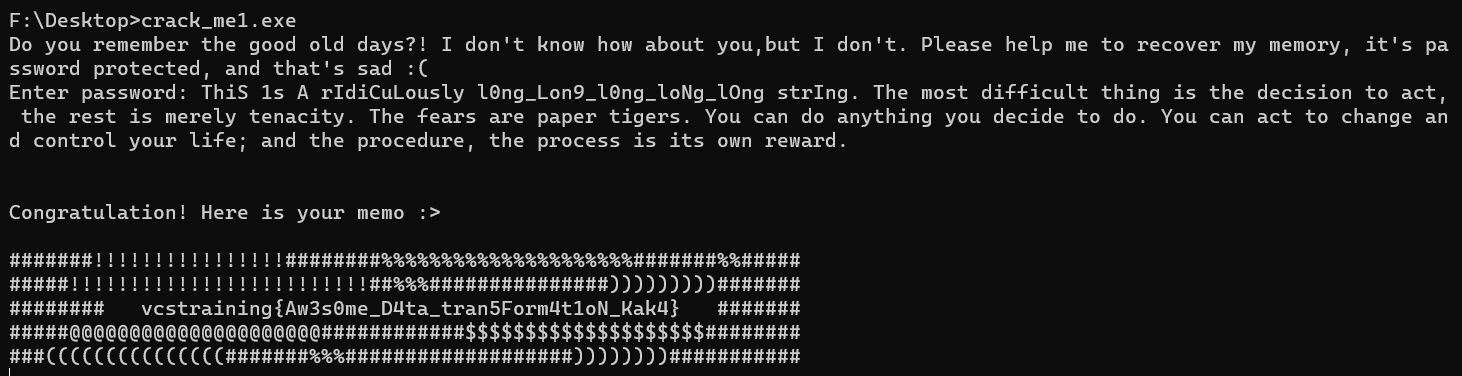 F:\Desktop>crack_me1.exe
Do you remember the good old days?! I don't know how about you,but I don't. Please help me to recover my memory, it's pa
ssword protected, and that's sad :(
Enter password: ThiS 1s A rIdiCuLously l0ng_Lon9_l0ng_loNg_lOng strIng. The most difficult thing is the decision to act,
 the rest is merely tenacity. The fears are paper tigers. You can do anything you decide to do. You can act to change an
d control your life; and the procedure, the process is its own reward.
Congratulation! Here is your memo :>
#######!!!!!!!!!!!!!!!!########%%%%%%%%%%%%%%%%%%%%%#######%%#####
#####!!!!!!!!!!!!!!!!!!!!!!!!!##%%%###############)))))))))#######
########   vcstraining{Aw3s0me_D4ta_tran5Form4t1oN_Kak4}   #######
#####@@@@@@@@@@@@@@@@@@@@@############$$$$$$$$$$$$$$$$$$$$########
###(((((((((((((((#######%%%###################))))))))###########